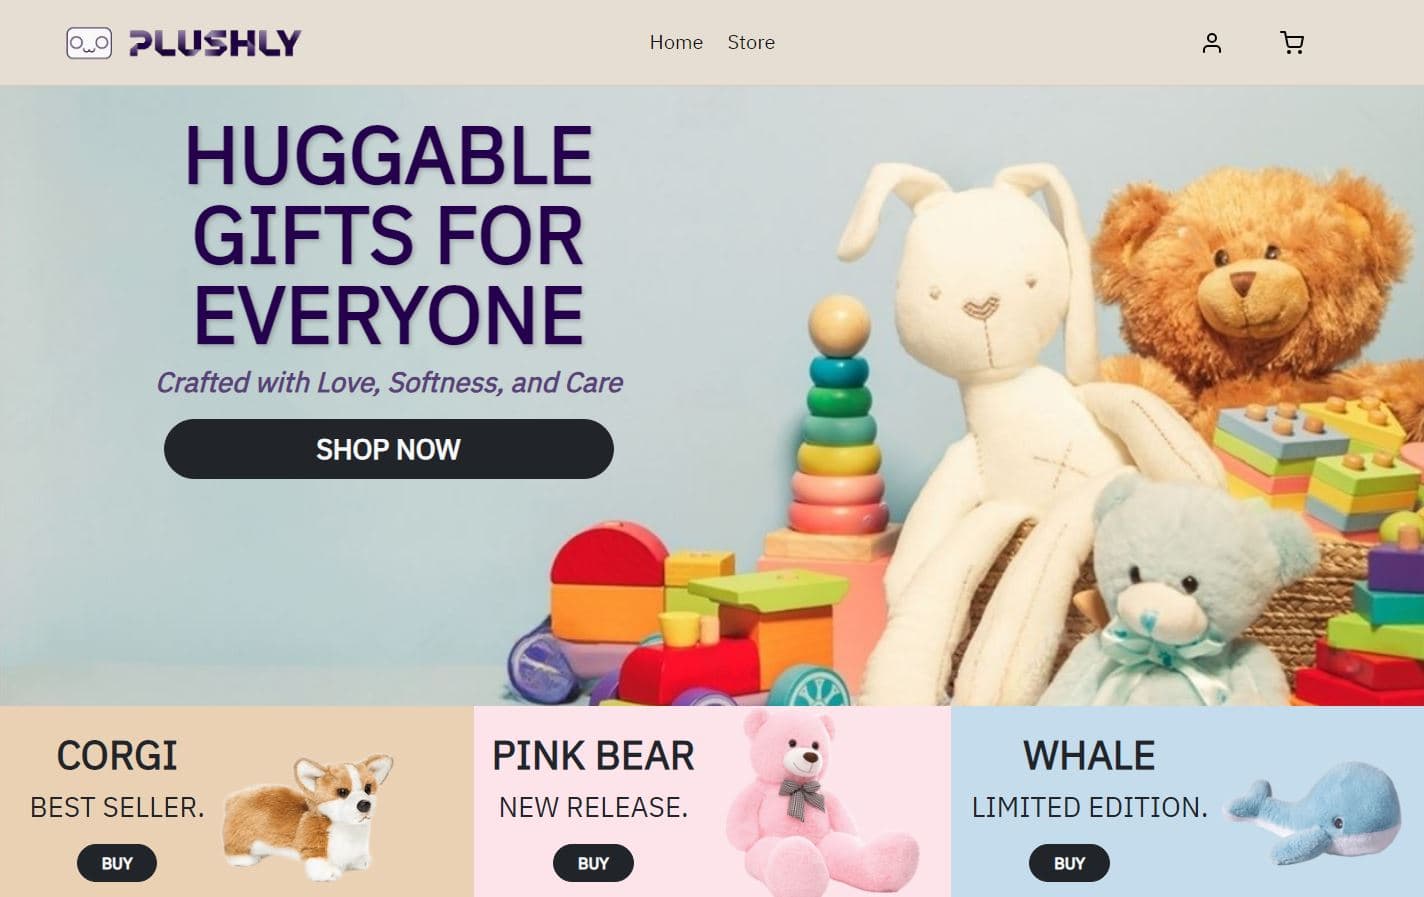 PLUSHLY
Home Store
HUGGABLE
GIFTS FOR
EVERYONE
Crafted with Love, Softness, and Care
SHOP NOW
CORGI
BEST SELLER.
BUY
PINK BEAR
NEW RELEASE.
BUY
WHALE
LIMITED EDITION.
BUY